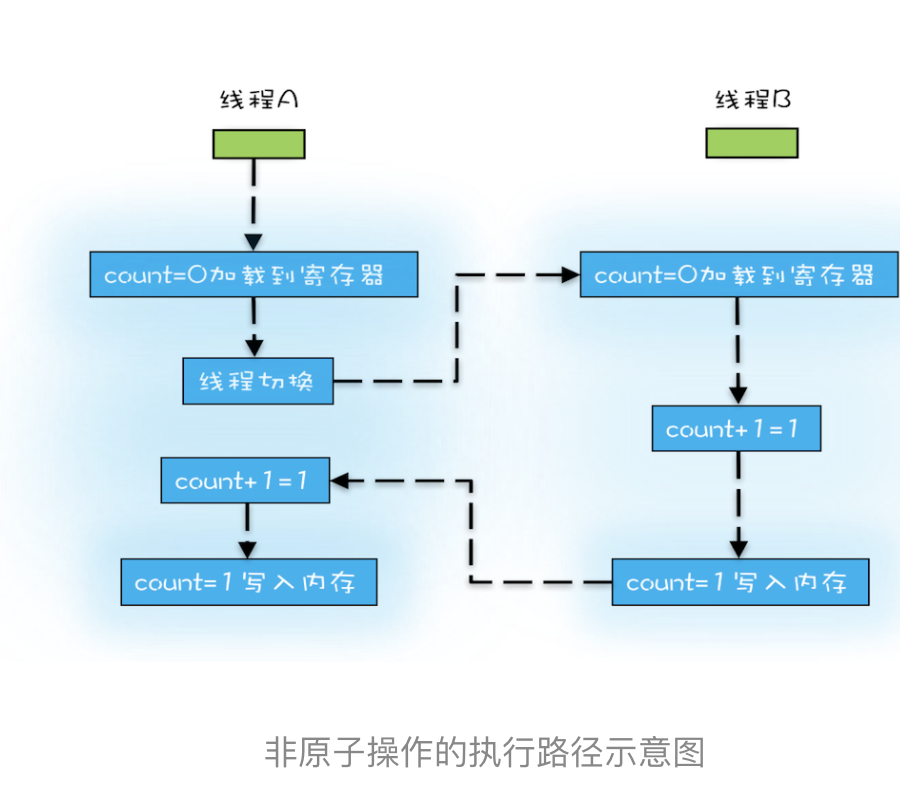 线程A
线程B
count=0加载到寄存器
count=0加载到寄存器
线程切换
count+1=1
count+1=1
count=1写入内存
count=1写入内存
非原子操作的执行路径示意图